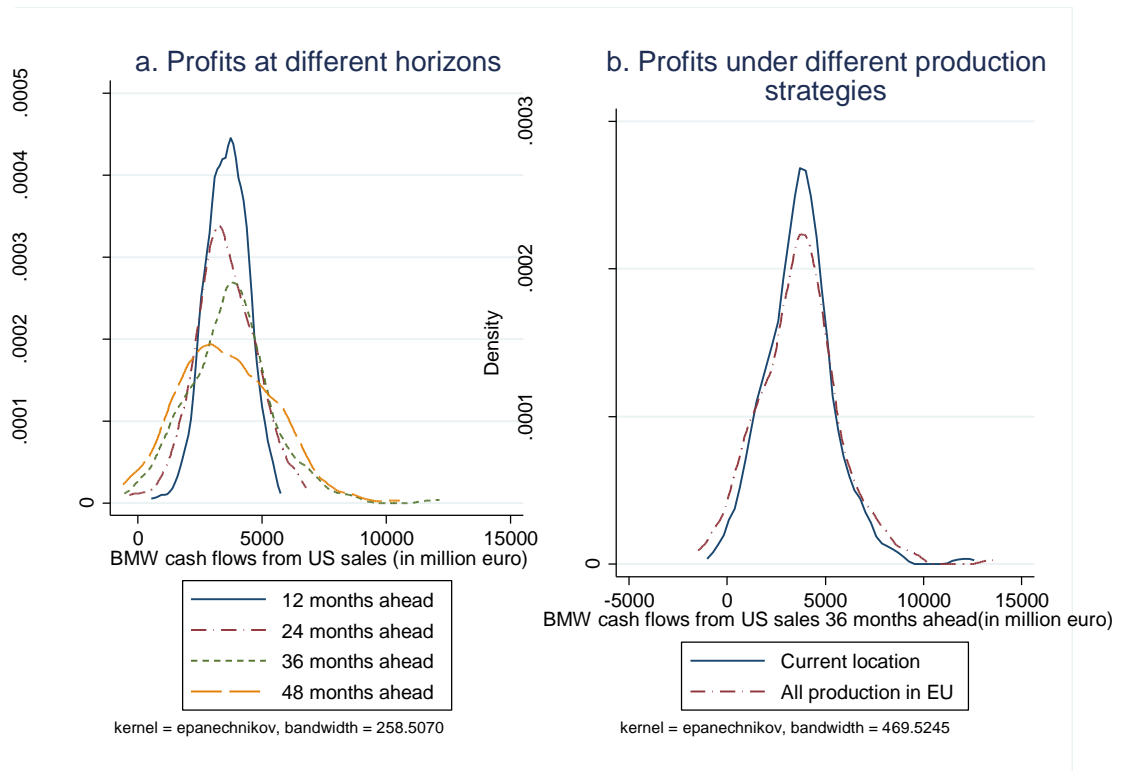 a. Profits at different horizons
.0005
.0004
.0003
.0002
.0001
0
0 5000 10000 15000
BMW cash flows from US sales (in million euro)
12 months ahead
24 months ahead
36 months ahead
48 months ahead
kernel = epanechnikov, bandwidth = 258.5070
b. Profits under different production
strategies
Density
.0003
.0002
.0001
0
-5000 0 5000 10000 15000
BMW cash flows from US sales 36 months ahead(in million euro)
Current location
All production in EU
kernel = epanechnikov, bandwidth = 469.5245